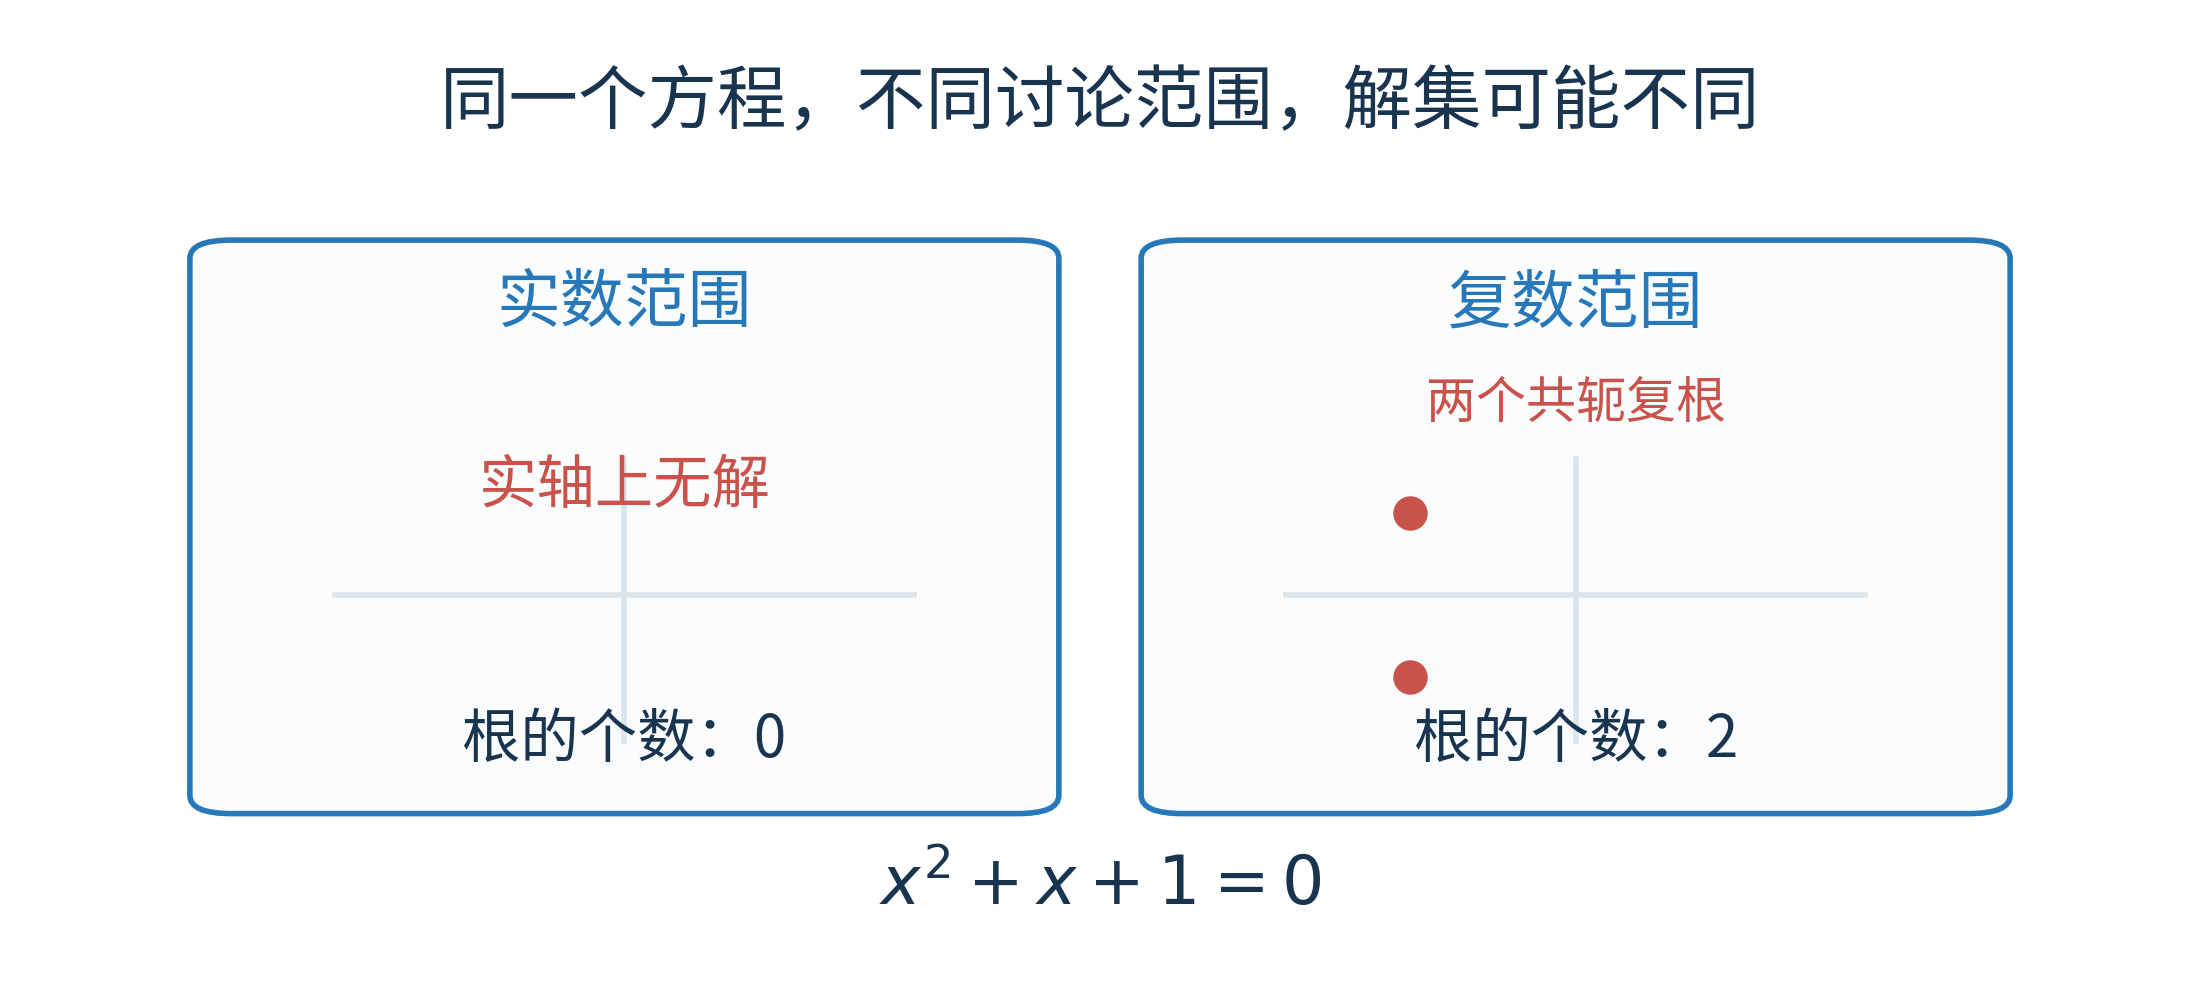 同一个方程，不同讨论范围，解集可能不同
实数范围
实轴上无解
根的个数：0
复数范围
两个共轭复根
根的个数：2
x² + x + 1 = 0